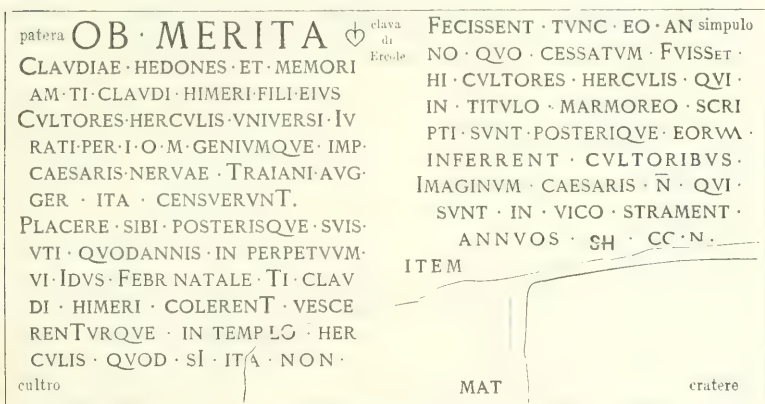 patera OB · MERITA clava
di
Ercole
CLAVDIAE · HEDONES · ET · MEMORI
AM · TI · CLAVDI · HIMERI · FILI · EIVS
CVLTORES · HERCVLIS · VNIVERSI · IV
RATI · PER · I · O · M · GENIVMQVE · IMP ·
CAESARIS · NERVAE · TRAIANI · AVG ·
GER · ITA · CENSVERVNT.
PLACERE · SIBI · POSTERISQVE · SVIS ·
VTI · QVODANNIS · IN · PERPETVVM ·
VI · IDVS · FEBR NATALE · TI · CLAV
DI · HIMERI · COLERENT · VESCE
RENTVRQVE · IN TEMPLO · HER
CVLIS · QVOD · SI · ITA · NON ·
cultro
FECISSENT · TVNC · EO · AN simpulo
NO · QVO · CESSATVM · FVISSET ·
HI · CVLTORES · HERCVLIS · QVI ·
IN · TITVLO · MARMOREO · SCRI
PTI · SVNT · POSTERIQVE · EORVM ·
INFERRENT · CVLTORIBVS ·
IMAGINVM · CAESARIS · N̅ · QVI ·
SVNT · IN · VICO · STRAMENT ·
ANNVOS · SH · CC · N ·
ITEM
MAT
cratere